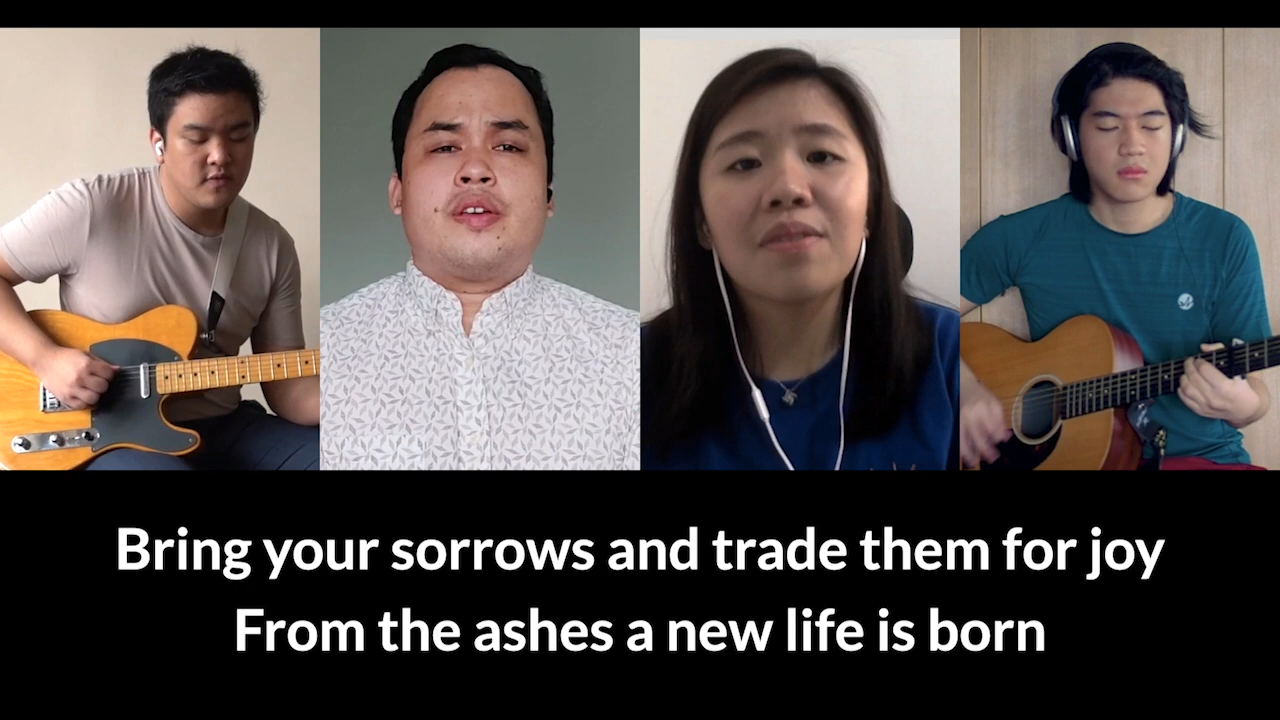 Bring your sorrows and trade them for joy
From the ashes a new life is born